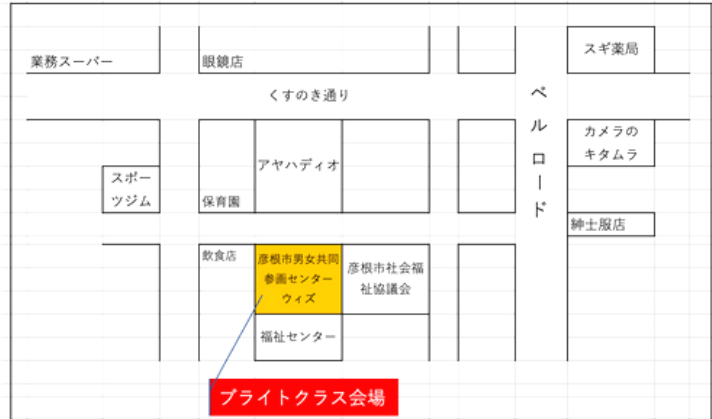 業務スーパー
眼鏡店
スギ薬局
くすのき通り
ベルロード
カメラの
キタムラ
アヤハディオ
スポー
ツジム
保育園
紳士服店
飲食店
彦根市男女共同
参画センター
ウィズ
彦根市社会福
祉協議会
福祉センター
ブライトクラス会場